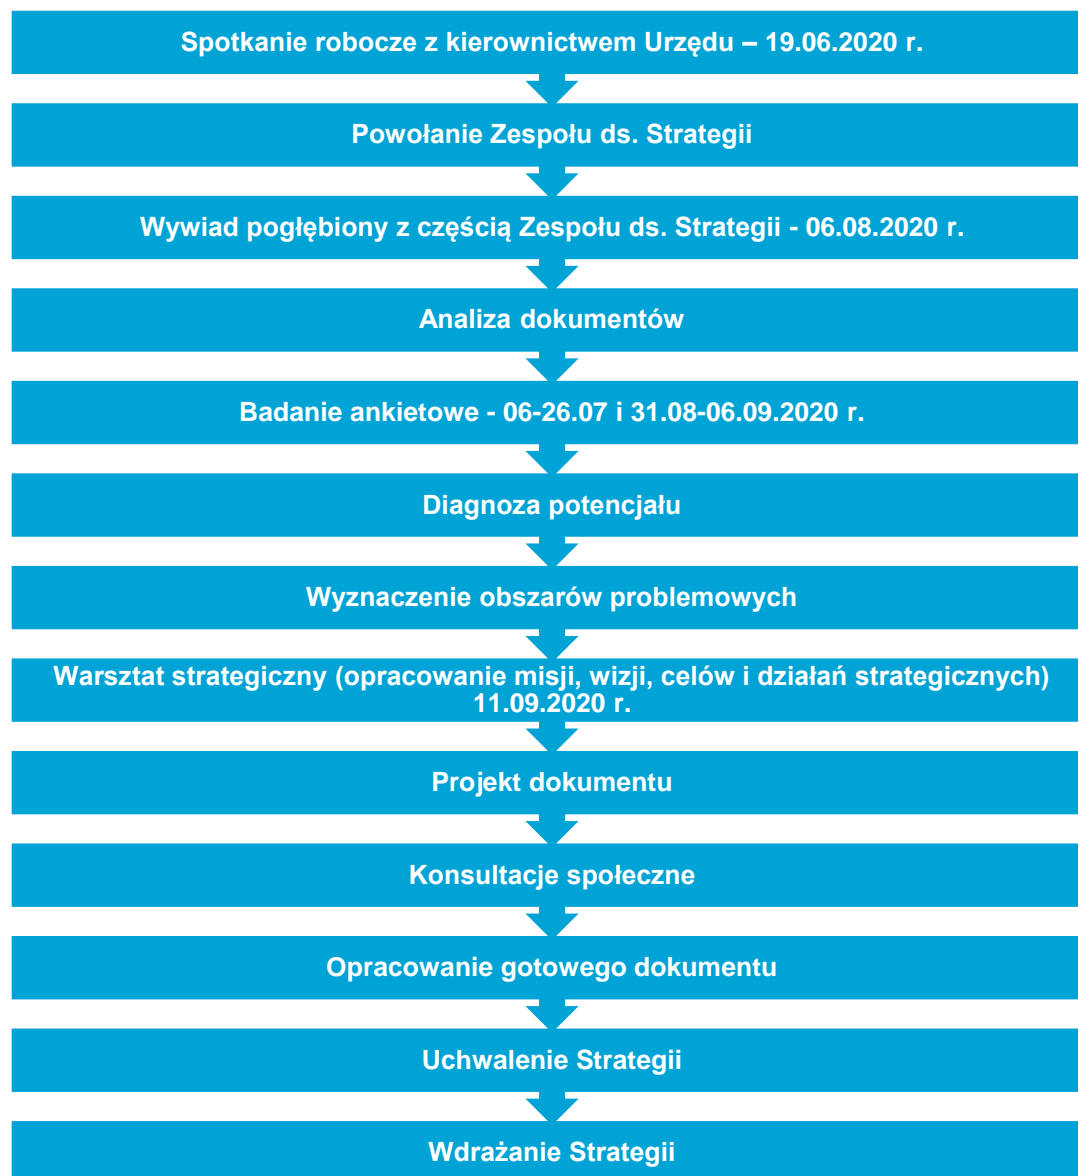 Spotkanie robocze z kierownictwem Urzędu – 19.06.2020 r.
Powołanie Zespołu ds. Strategii
Wywiad pogłębiony z częścią Zespołu ds. Strategii - 06.08.2020 r.
Analiza dokumentów
Badanie ankietowe - 06-26.07 i 31.08-06.09.2020 r.
Diagnoza potencjału
Wyznaczenie obszarów problemowych
Warsztat strategiczny (opracowanie misji, wizji, celów i działań strategicznych)
11.09.2020 r.
Projekt dokumentu
Konsultacje społeczne
Opracowanie gotowego dokumentu
Uchwalenie Strategii
Wdrażanie Strategii